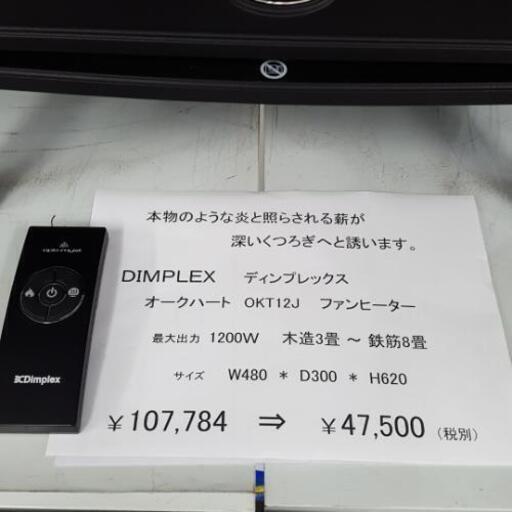 本物のような炎と照らされる薪が
深いくつろぎへと誘います。
DIMPLEX ディンプレックス
オークハート OKT12J ファンヒーター
最大出力 1200W 木造3畳 ～ 鉄筋8畳
サイズ W480 * D300 * H620
￥107,784 ⇒ ￥47,500 (税別)
opti-myst
Dimplex